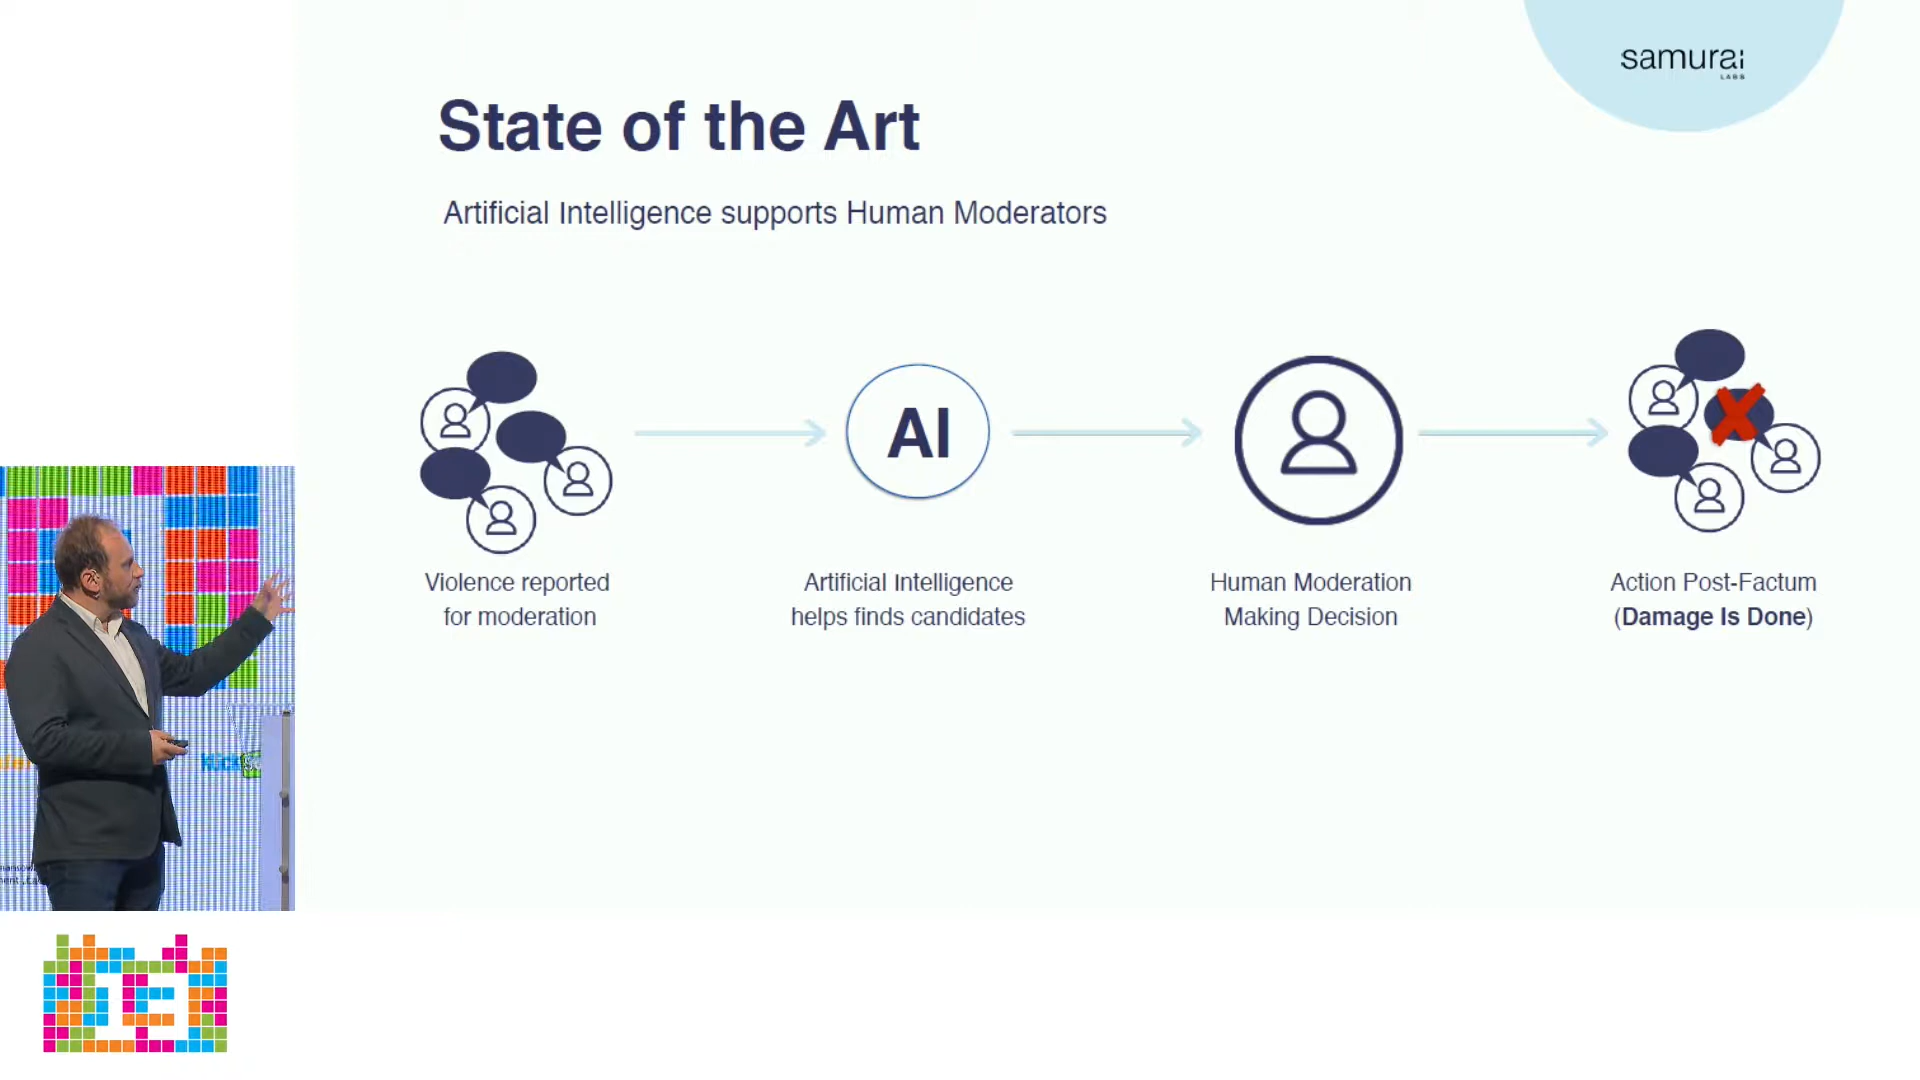 samurai
LABS
State of the Art
Artificial Intelligence supports Human Moderators
AI
Violence reported
for moderation
Artificial Intelligence
helps finds candidates
Human Moderation
Making Decision
Action Post-Factum
(Damage Is Done)